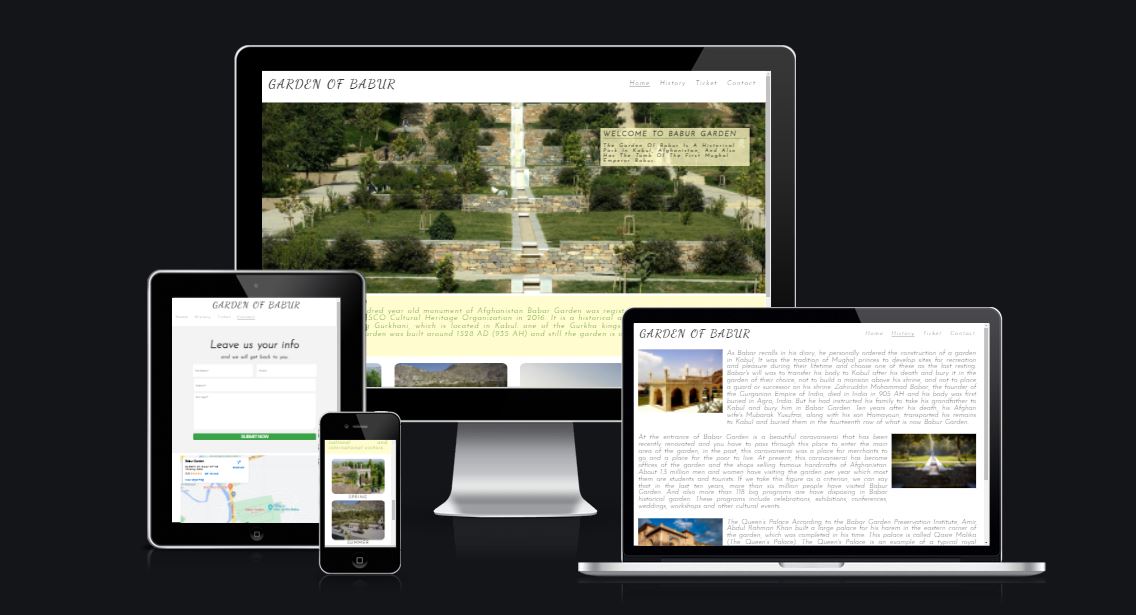 GARDEN OF BABUR
Home History Ticket Contact
WELCOME TO BABUR GARDEN
The Garden Of Babur Is A Historical
Park In Kabul, Afghanistan, And Also
Has The Tomb Of The First Mughal
Emperor Babur.
dred year old monument of Afghanistan Babar Garden was regist
SCO Cultural Heritage Organization in 2016. It is a historical a
g Gurkhani, which is located in Kabul. one of the Gurkha kings
arden was built around 1528 AD (935 AH) and still the garden is
GARDEN OF BABUR
Home History Ticket Contact
Leave us your info
and we will get back to you.
SUBMIT NOW
Babur Garden
national and
international visitors
SPRING
SUMMER
GARDEN OF BABUR
Home History Ticket Contact
As Babar recalls in his diary, he personally ordered the construction of a garden
in Kabul. It was the tradition of Mughal princes to develop sites for recreation
and pleasure during their lifetime and choose one of these as the last resting.
Babar's will was to transfer his body to Kabul after his death and bury it in the
garden of their choice, not to build a mansion above his shrine, and not to place
a guard or successor on his shrine. Zahiruddin Mohammad Babar, the founder of
the Gurganian Empire of India, died in India in 905 AH and his body was first
buried in Agra, India. But he had instructed his family to take his grandfather to
Kabul and bury him in Babar Garden. Ten years after his death, his Afghan
wife's Mubarak Yusufzai, along with his son Homayoun, transported his remains
to Kabul and buried them in the fourteenth row of what is now Babar Garden.
At the entrance of Babar Garden is a beautiful caravanserai that has been
recently renovated and you have to pass through this place to enter the main
area of the garden, in the past, this caravanserai was a place for merchants to
go and a place for the poor to live. At present, this caravanserai has become
offices of the garden and the shops selling famous handicrafts of Afghanistan.
About 1.5 million men and women have visiting the garden per year which most
them are students and tourists. If we take this figure as a criterion, we can say
that in the last ten years, more than six million people have visited Babar
Garden. And also more than 118 big programs are have disposing in Babar
historical garden. These programs include celebrations, exhibitions, conferences,
weddings, workshops and other cultural events.
The Queen's Palace According to the Babar Garden Preservation Institute, Amir
Abdul Rahman Khan built a large palace for his harem in the eastern corner of
the garden, which was completed in his time. This palace is called Qasre Malika
(The Queen's Palace). The Queen's Palace is an example of a typical royal